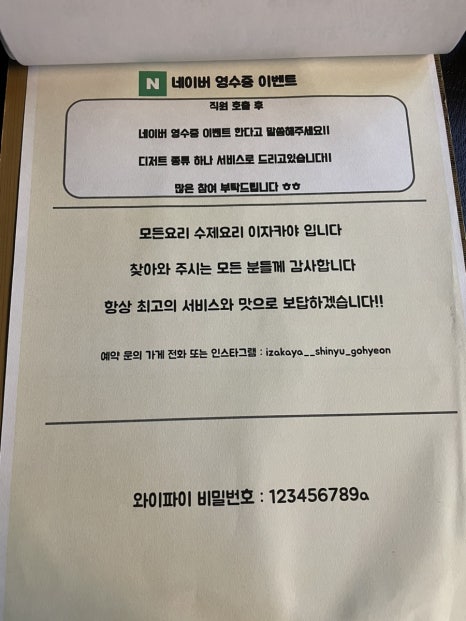 N 네이버 영수증 이벤트
직원 호출 후
네이버 영수증 이벤트 한다고 말씀해주세요!!
디저트 종류 하나 서비스로 드리고있습니다!
많은 참여 부탁드립니다 ㅎㅎ
모든요리 수제요리 이자카야 입니다
찾아와 주시는 모든 분들께 감사합니다
항상 최고의 서비스와 맛으로 보답하겠습니다!!
예약 문의 가게 전화 또는 인스타그램 : izakaya__shinyu_gohyeon
와이파이 비밀번호 : 123456789a